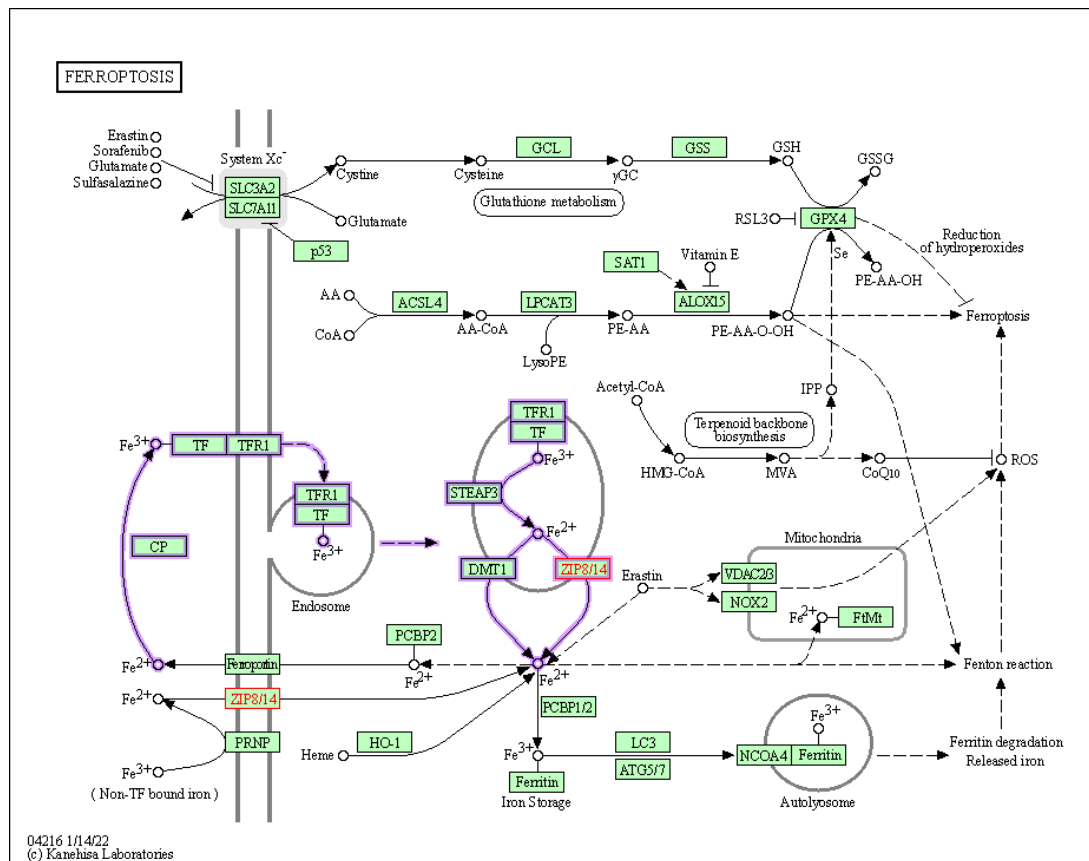 FERROPTOSIS
Erastin
Sorafenib
Glutamate
Sulfasalazine
System Xc-
SLC3A2
SLC7A11
p53
Cystine
Glutamate
Cysteine
GCL
γGC
GSS
GSH
GSSG
Glutathione metabolism
RSL3
GPX4
Reduction
of hydroperoxides
Se
PE-AA-OH
SAT1
Vitamin E
ALOX15
AA
CoA
ACSL4
AA-CoA
LPCAT3
LysoPE
PE-AA
PE-AA-O-OH
Ferroptosis
Acetyl-CoA
IPP
Terpenoid backbone
biosynthesis
HMG-CoA
MVA
CoQ10
ROS
Fe3+
TF
TFR1
TFR1
TF
Fe3+
Endosome
CP
TFR1
TF
Fe3+
STEAP3
Fe2+
DMT1
ZIP8/14
Erastin
Mitochondria
VDAC2/3
NOX2
Fe2+
FtMt
Fe2+
Ferroportin
PCBP2
Fe2+
Fe2+
Fenton reaction
Fe2+
ZIP8/14
PRNP
Fe3+
( Non-TF bound iron )
Heme
HO-1
PCBP1/2
Fe3+
Ferritin
Iron Storage
LC3
ATG5/7
Fe3+
NCOA4
Ferritin
Autolyosome
Ferritin degradation
Released iron
04216 1/14/22
(c) Kanehisa Laboratories